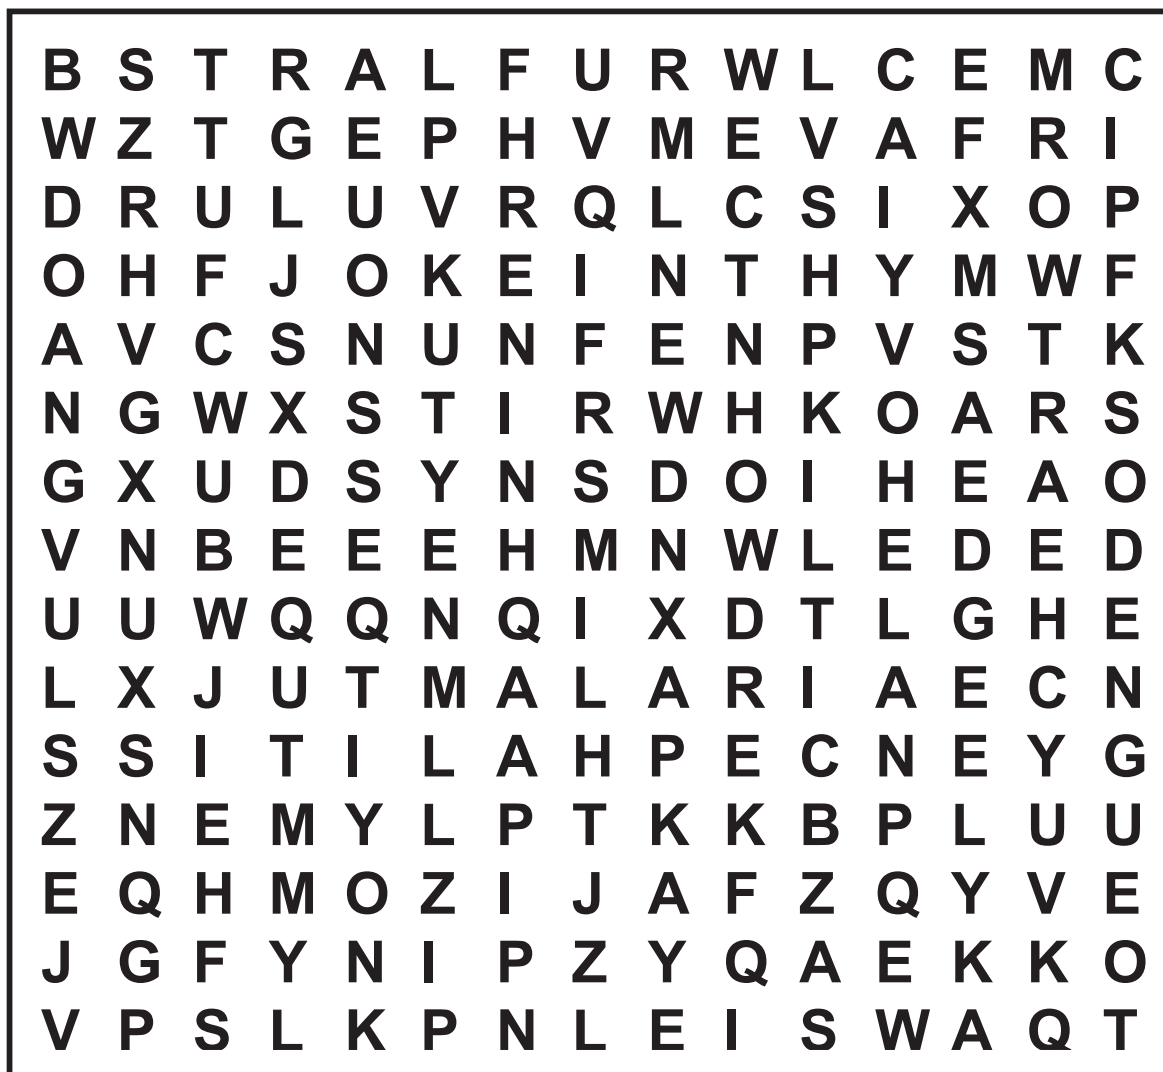 B S T R A L F U R W L C E M C
W Z T G E P H V M E V A F R I
D R U L U V R Q L C S I X O P
O H F J O K E I N T H Y M W F
A V C S N U N F E N P V S T K
N G W X S T I R W H K O A R S
G X U D S Y N S D O I H E A O
V N B E E E H M N W L E D E D
U U W Q Q N Q I X D T L G H E
L X J U T M A L A R I A E C N
S S I T I L A H P E C N E Y G
Z N E M Y L P T K K B P L U U
E Q H M O Z I J A F Z Q Y V E
J G F Y N I P Z Y Q A E K K O
V P S L K P N L E I S W A Q T